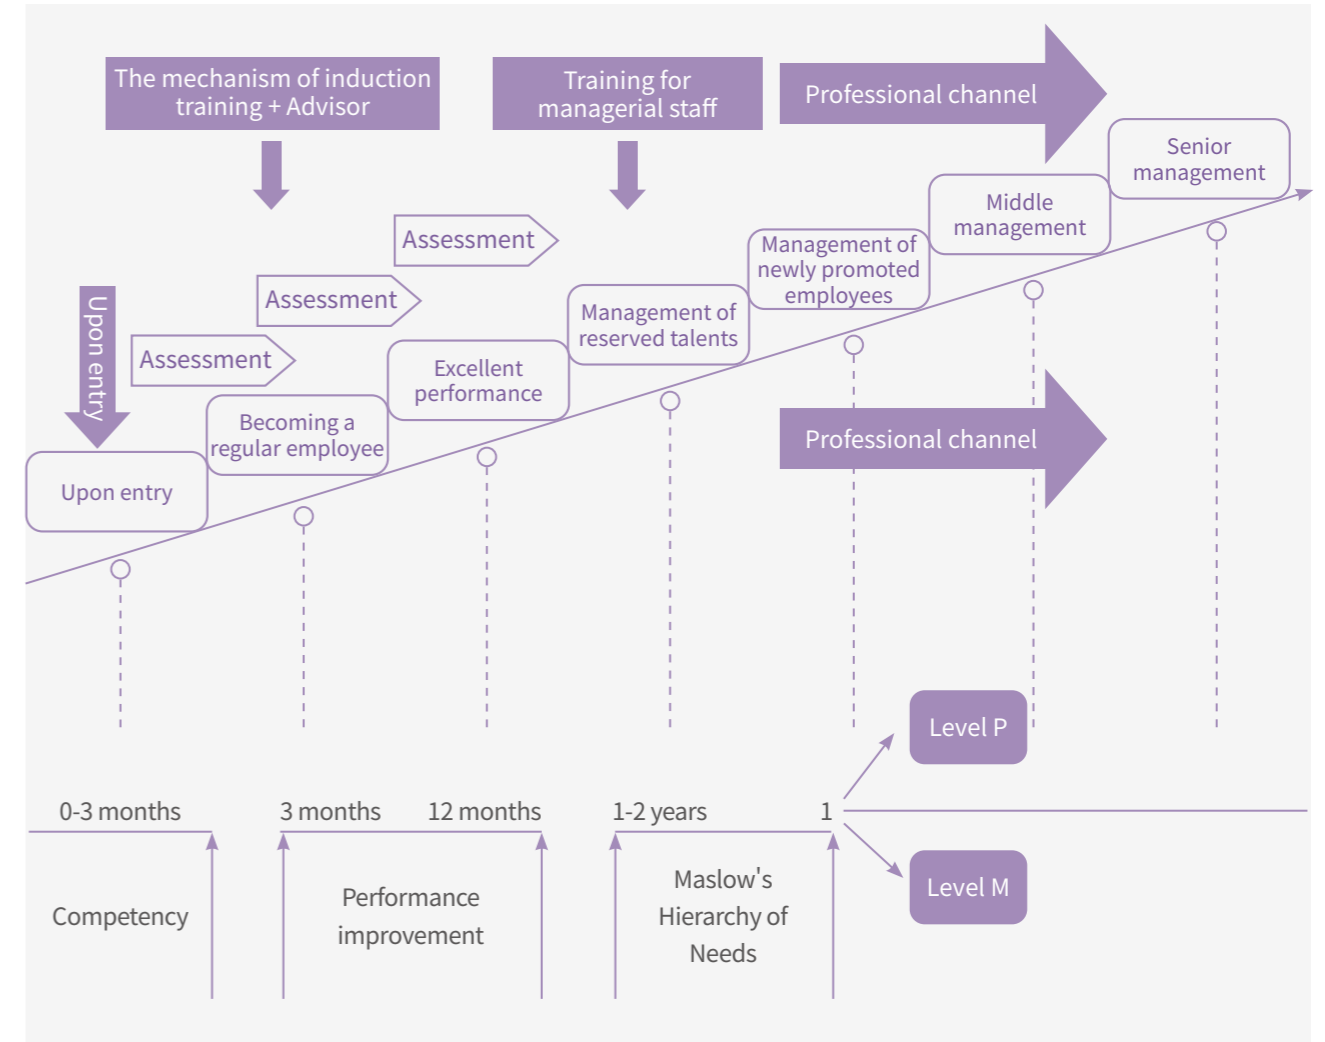 The mechanism of induction
training + Advisor
Training for
managerial staff
Professional channel
Senior
management
Middle
management
Management of
newly promoted
employees
Assessment
Assessment
Assessment
Upon entry
Management of
reserved talents
Excellent
performance
Becoming a
regular employee
Upon entry
Professional channel
Level P
0-3 months
3 months
12 months
1-2 years
1
Level M
Competency
Performance
improvement
Maslow's
Hierarchy of
Needs